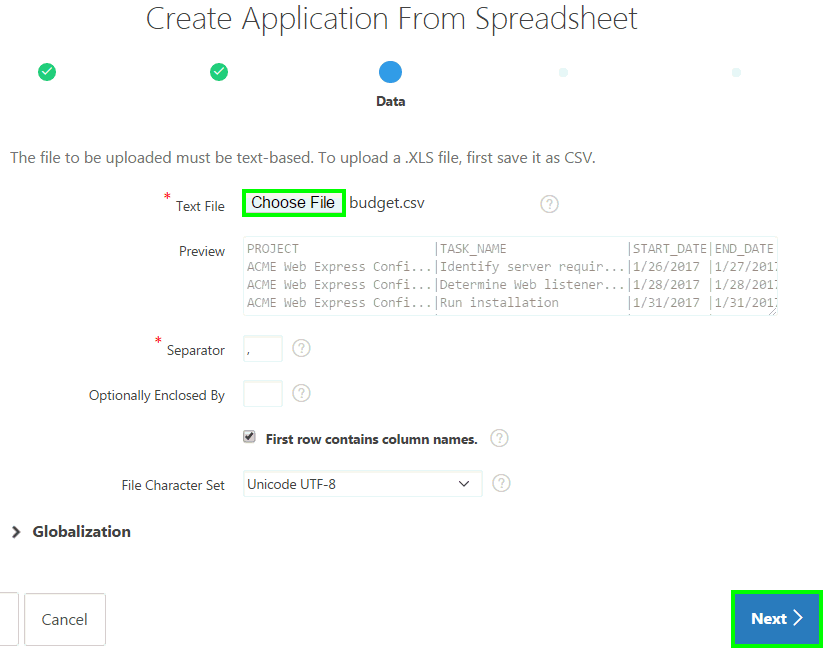 Create Application From Spreadsheet
Data
The file to be uploaded must be text-based. To upload a .XLS file, first save it as CSV.
* Text File Choose File budget.csv ?
Preview PROJECT |TASK_NAME |START_DATE|END_DATE
ACME Web Express Confi...|Identify server requir...|1/26/2017 |1/27/2017
ACME Web Express Confi...|Determine Web listener...|1/28/2017 |1/28/2017
ACME Web Express Confi...|Run installation |1/31/2017 |1/31/2017
* Separator , ?
Optionally Enclosed By ?
First row contains column names. ?
File Character Set Unicode UTF-8 ?
Globalization
Cancel Next